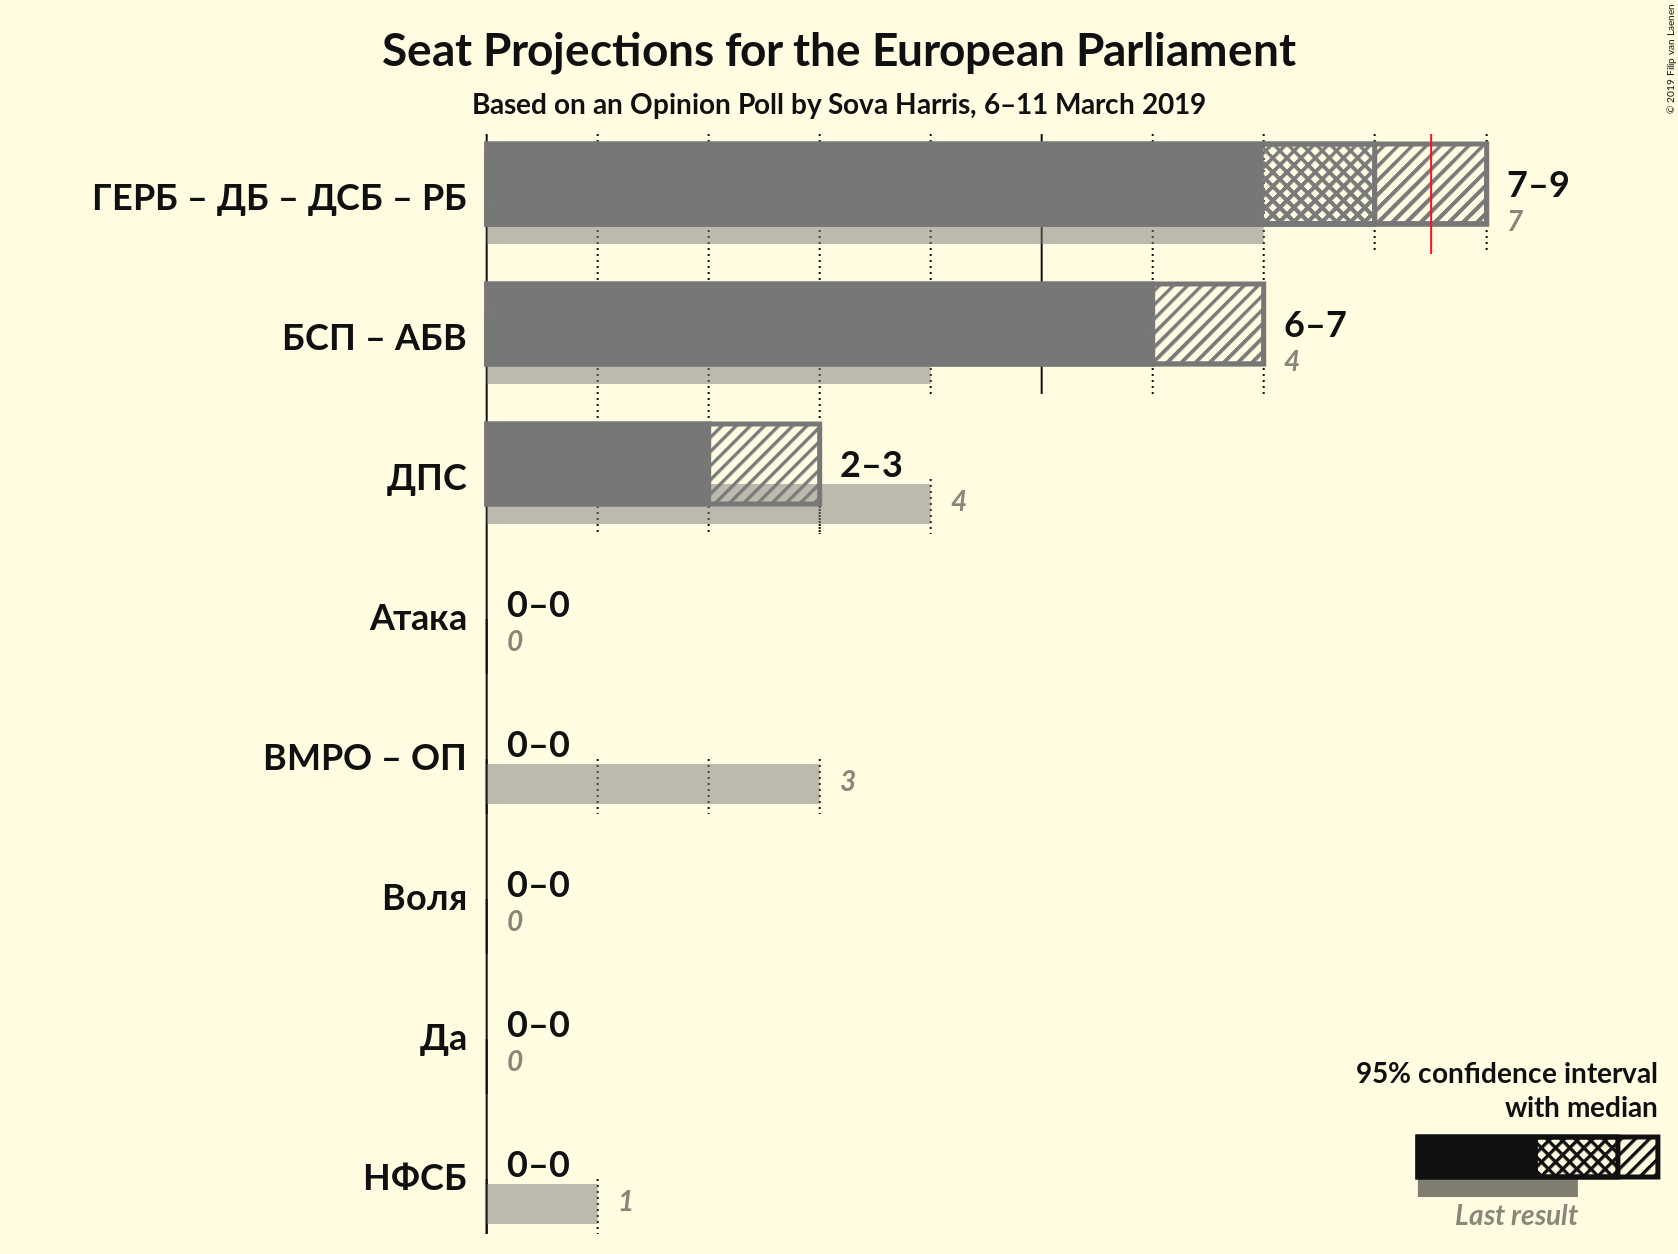 Seat Projections for the European Parliament
Based on an Opinion Poll by Sova Harris, 6–11 March 2019
© 2019 Filip van Laenen
ГЕРБ – ДБ – ДСБ – РБ
7–9
7
БСП – АБВ
6–7
4
ДПС
2–3
4
Атака
0–0
0
ВМРО – ОП
0–0
3
Воля
0–0
0
Да
0–0
0
НФСБ
0–0
1
95% confidence interval
with median
Last result